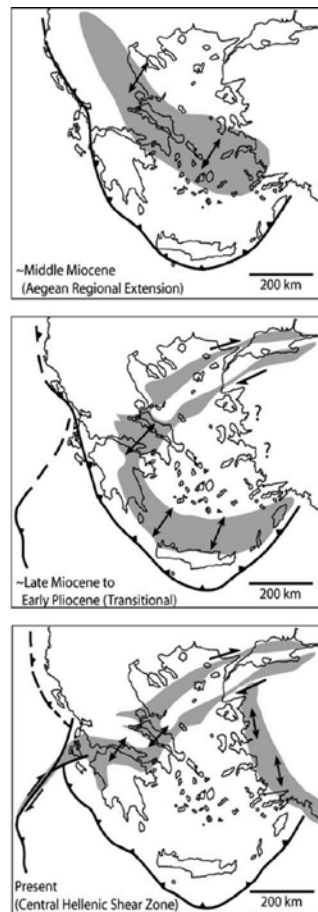 ~Middle Miocene
(Aegean Regional Extension)
200 km
?
?
~Late Miocene to
Early Pliocene (Transitional)
200 km
Present
(Central Hellenic Shear Zone)
200 km